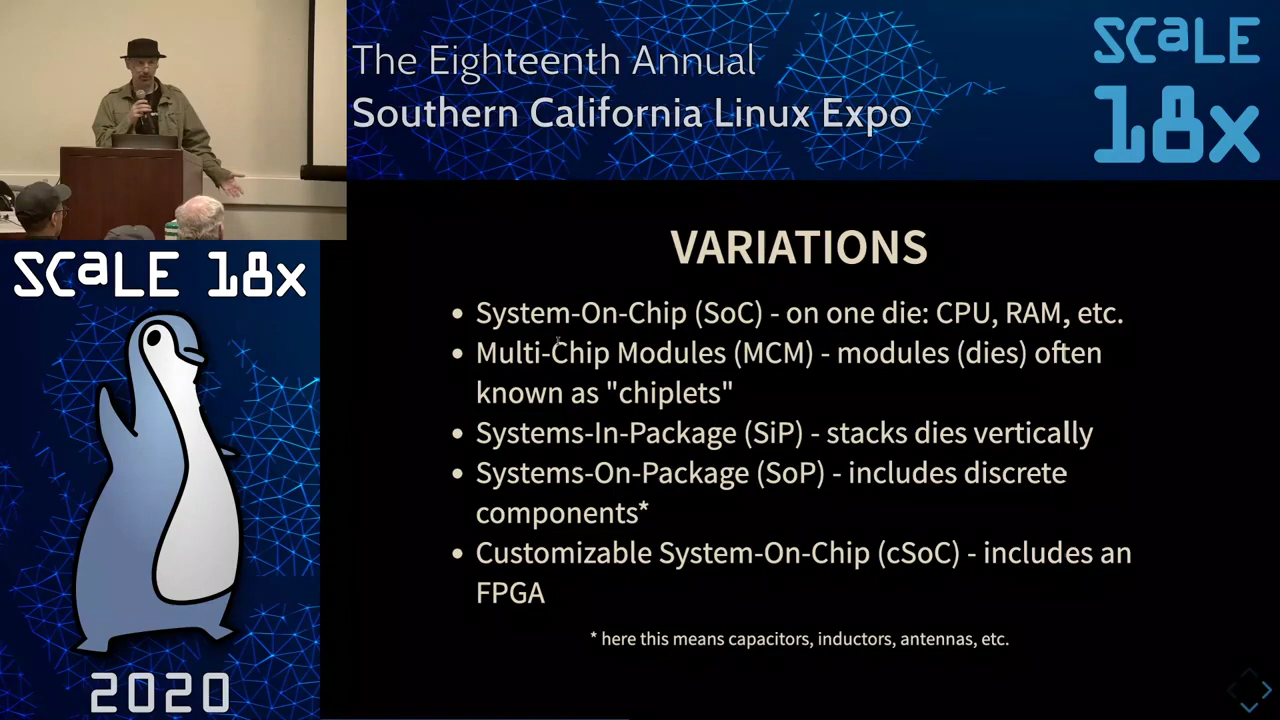 The Eighteenth Annual
Southern California Linux Expo
SCaLE
18x
SCaLE 18x
2020
VARIATIONS
• System-On-Chip (SoC) - on one die: CPU, RAM, etc.
• Multi-Chip Modules (MCM) - modules (dies) often
known as "chiplets"
• Systems-In-Package (SiP) - stacks dies vertically
• Systems-On-Package (SoP) - includes discrete
components*
• Customizable System-On-Chip (cSoC) - includes an
FPGA
* here this means capacitors, inductors, antennas, etc.